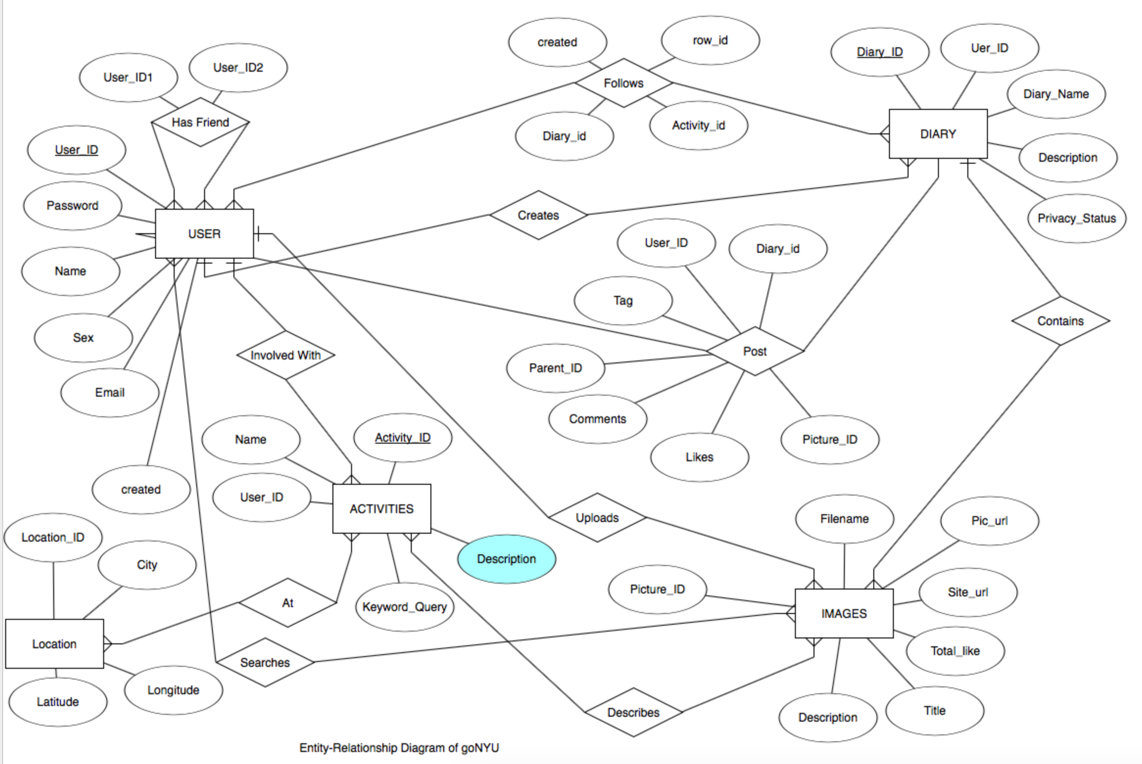 created
row_id
User_ID1
User_ID2
Follows
Diary_ID
Uer_ID
Diary_Name
Has Friend
Diary_id
Activity_id
DIARY
User_ID
Description
Password
USER
Creates
Privacy_Status
User_ID
Diary_id
Name
Tag
Contains
Sex
Involved With
Post
Parent_ID
Email
Comments
Name
Activity_ID
Picture_ID
Likes
created
User_ID
ACTIVITIES
Uploads
Filename
Pic_url
Location_ID
City
Description
Picture_ID
Site_url
At
Keyword_Query
IMAGES
Location
Searches
Total_like
Latitude
Longitude
Describes
Description
Title
Entity-Relationship Diagram of goNYU